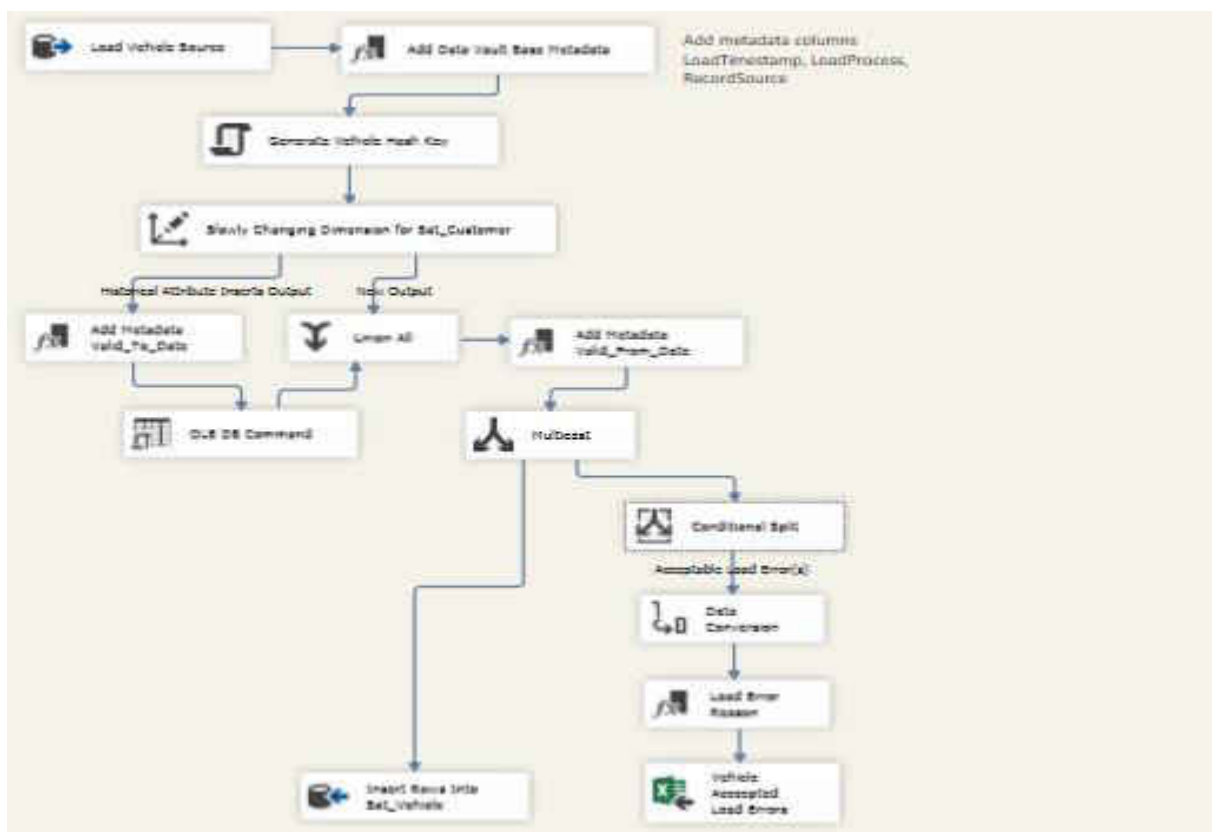 Load Vehicle Source
Add Data Vault Base Metadata
Add metadata columns
LoadTimestamp, LoadProcess,
RecordSource
Generate Vehicle Hash Key
Slowly Changing Dimension for Sat_Customer
Historical Attribute Inserts Output
New Output
Add Metadata
Valid_To_Date
Union All
Add Metadata
Valid_From_Date
OLE DB Command
Multicast
Conditional Split
Acceptable Load Error(s)
Data
Conversion
Load Error
Reason
Insert Rows into
Sat_Vehicle
Vehicle
Accepted
Load Errors